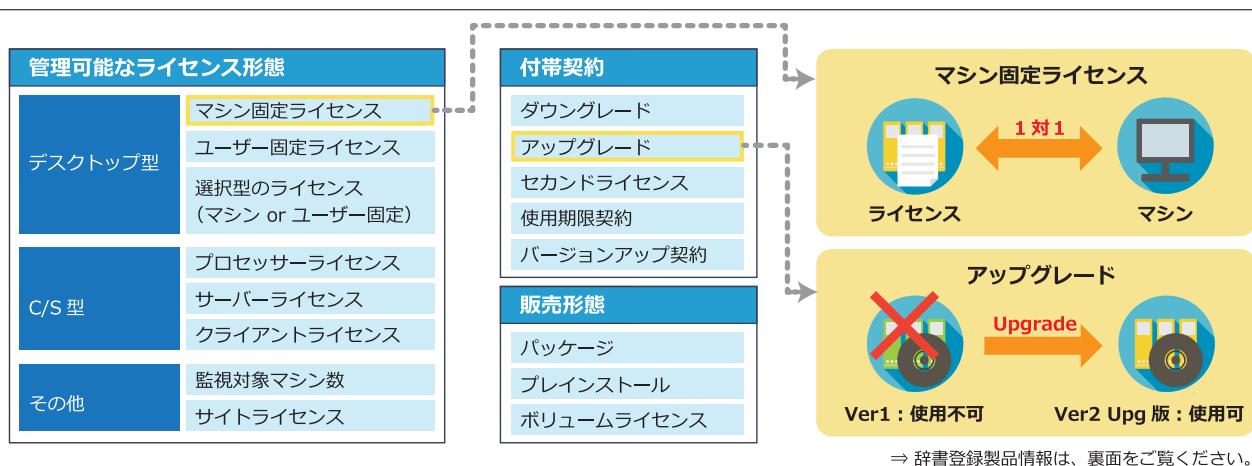 管理可能なライセンス形態
デスクトップ型
マシン固定ライセンス
ユーザー固定ライセンス
選択型のライセンス
（マシン or ユーザー固定）
C/S 型
プロセッサーライセンス
サーバーライセンス
クライアントライセンス
その他
監視対象マシン数
サイトライセンス
付帯契約
ダウングレード
アップグレード
セカンドライセンス
使用期限契約
バージョンアップ契約
販売形態
パッケージ
プレインストール
ボリュームライセンス
マシン固定ライセンス
1 対 1
ライセンス
マシン
アップグレード
Upgrade
Ver1：使用不可
Ver2 Upg 版：使用可
⇒ 辞書登録製品情報は、裏面をご覧ください。